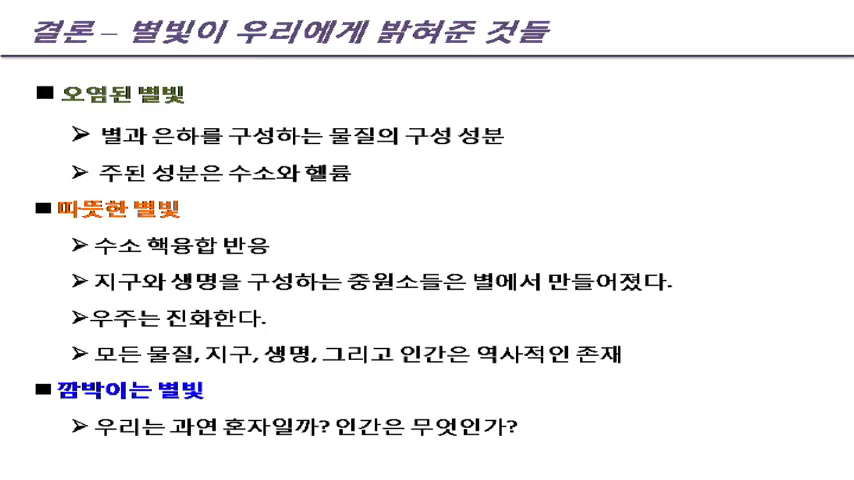 결론 – 별빛이 우리에게 밝혀준 것들
■ 오염된 별빛
➢ 별과 은하를 구성하는 물질의 구성 성분
➢ 주된 성분은 수소와 헬륨
■ 따뜻한 별빛
➢ 수소 핵융합 반응
➢ 지구와 생명을 구성하는 중원소들은 별에서 만들어졌다.
➢우주는 진화한다.
➢ 모든 물질, 지구, 생명, 그리고 인간은 역사적인 존재
■ 깜박이는 별빛
➢ 우리는 과연 혼자일까? 인간은 무엇인가?